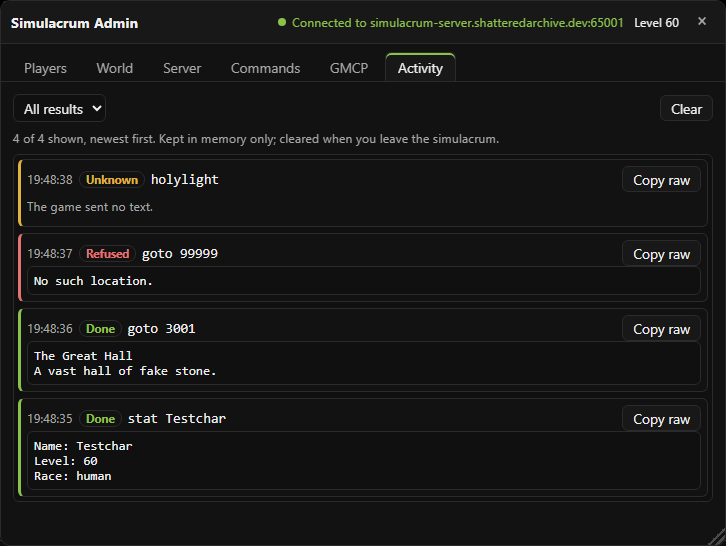 Simulacrum Admin
Connected to simulacrum-server.shatteredarchive.dev:65001 Level 60 ×
Players World Server Commands GMCP Activity
All results Clear
4 of 4 shown, newest first. Kept in memory only; cleared when you leave the simulacrum.
19:48:38 Unknown holylight Copy raw
The game sent no text.
19:48:37 Refused goto 99999 Copy raw
No such location.
19:48:36 Done goto 3001 Copy raw
The Great Hall
A vast hall of fake stone.
19:48:35 Done stat Testchar Copy raw
Name: Testchar
Level: 60
Race: human